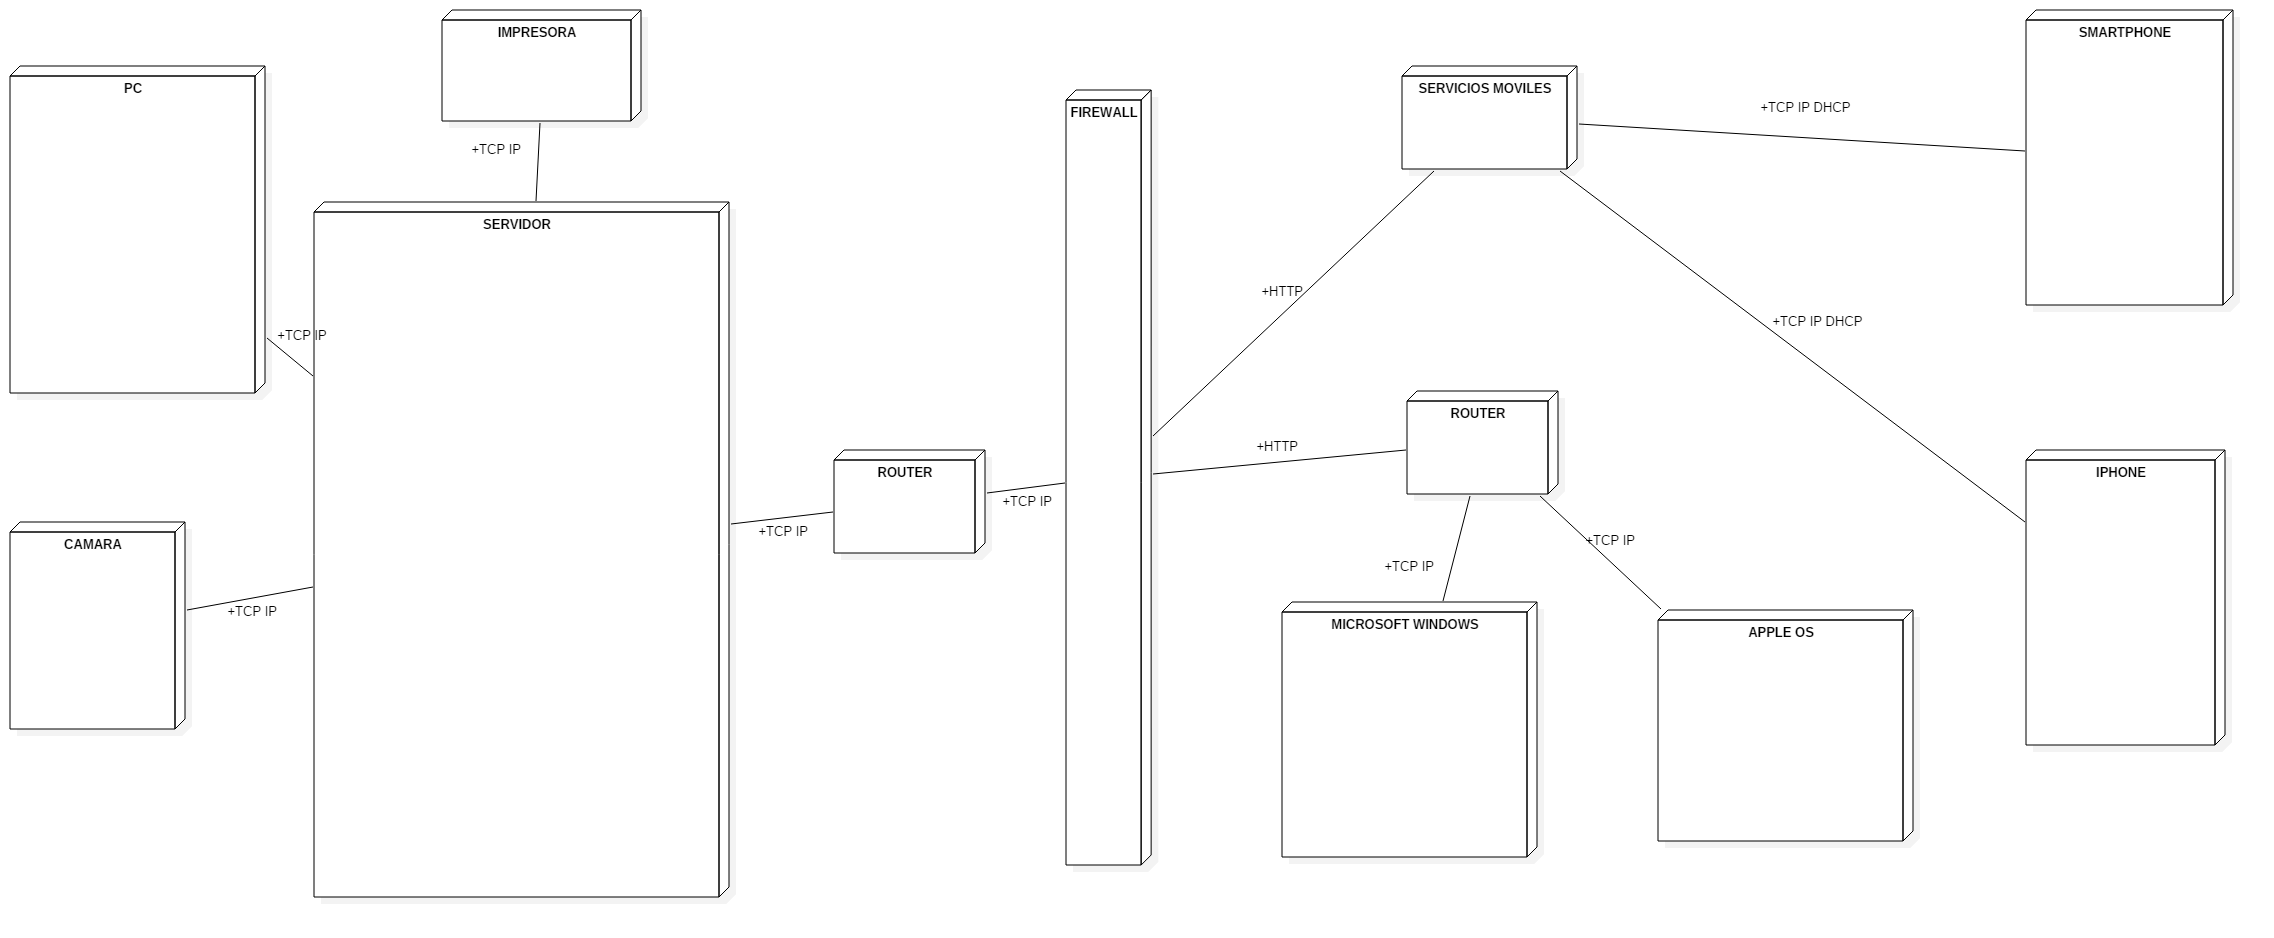 IMPRESORA
SMARTPHONE
PC
SERVICIOS MOVILES
+TCP IP DHCP
FIREWALL
+TCP IP
SERVIDOR
+HTTP
+TCP IP DHCP
+TCP IP
ROUTER
+HTTP
ROUTER
IPHONE
+TCP IP
+TCP IP
CAMARA
+TCP IP
+TCP IP
+TCP IP
MICROSOFT WINDOWS
APPLE OS